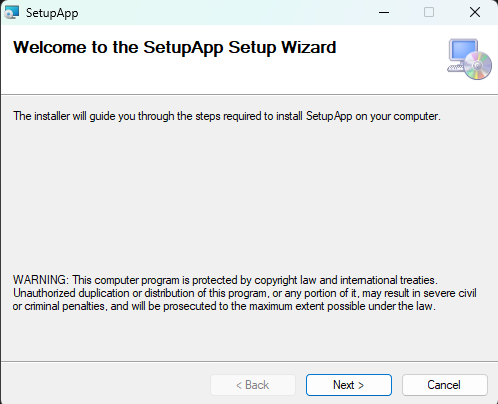 SetupApp
Welcome to the SetupApp Setup Wizard
The installer will guide you through the steps required to install SetupApp on your computer.
WARNING: This computer program is protected by copyright law and international treaties.
Unauthorized duplication or distribution of this program, or any portion of it, may result in severe civil
or criminal penalties, and will be prosecuted to the maximum extent possible under the law.
< Back Next > Cancel